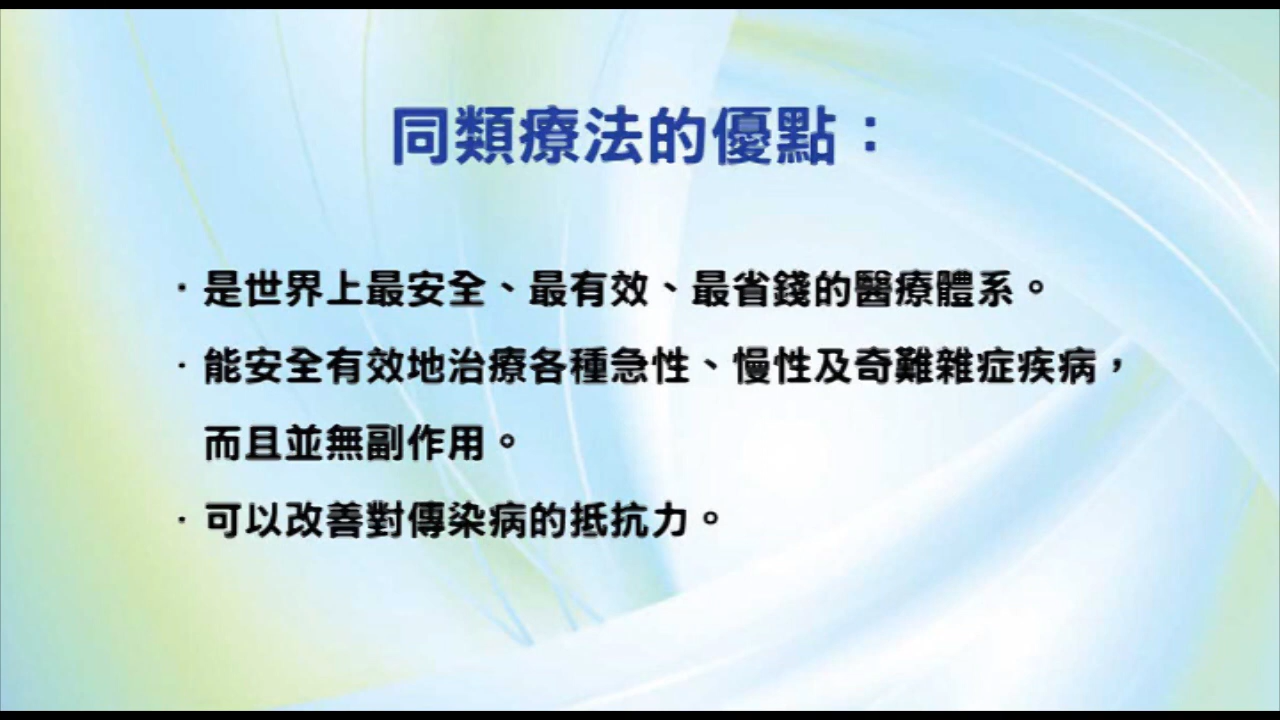 同類療法的優點：
·是世界上最安全、最有效、最省錢的醫療體系。
·能安全有效地治療各種急性、慢性及奇難雜症疾病，
而且並無副作用。
·可以改善對傳染病的抵抗力。